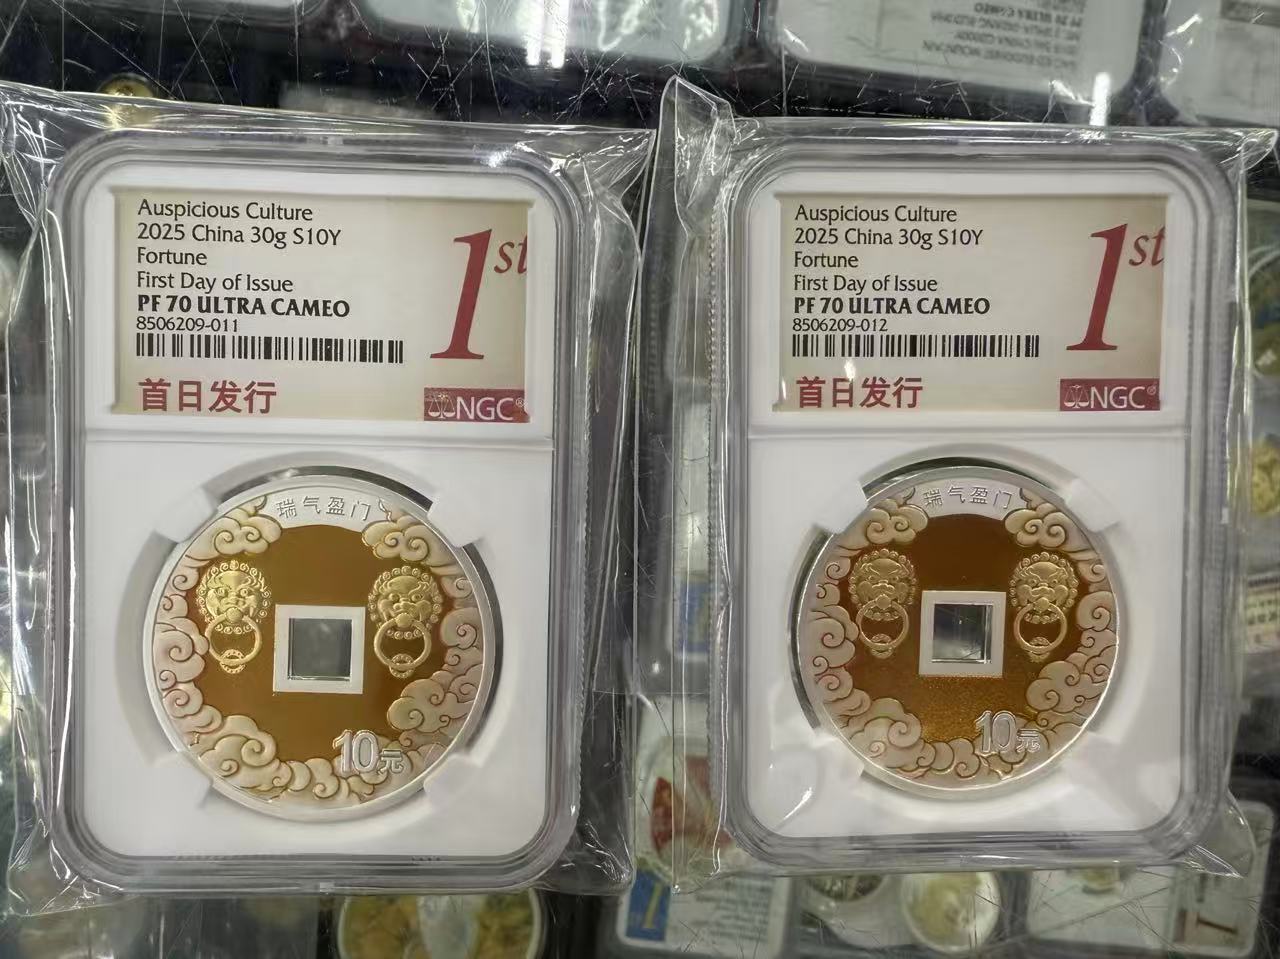 Auspicious Culture
2025 China 30g S10Y
Fortune
First Day of Issue
PF 70 ULTRA CAMEO
8506209-011
首日发行
1st
NGC
瑞气盈门
10元
Auspicious Culture
2025 China 30g S10Y
Fortune
First Day of Issue
PF 70 ULTRA CAMEO
8506209-012
首日发行
1st
NGC
瑞气盈门
10元